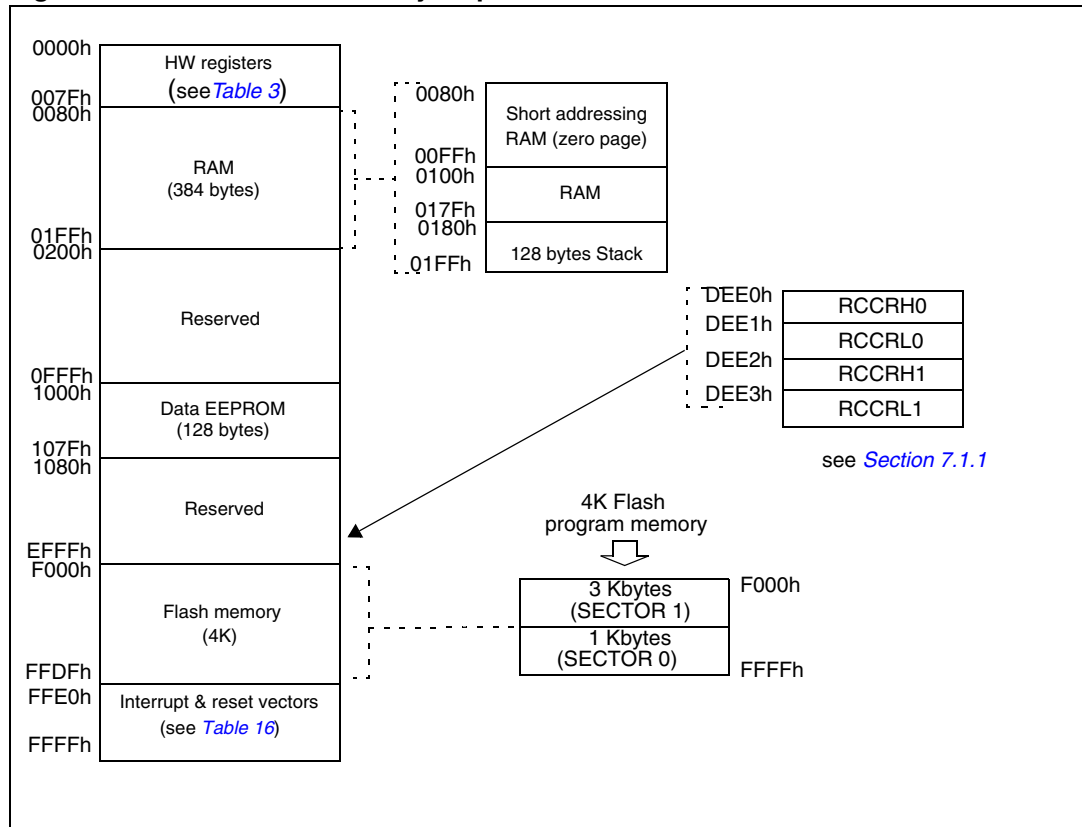 0000h
HW registers
(seeTable 3)
007Fh
0080h
RAM
(384 bytes)
01FFh
0200h
Reserved
0FFFh
1000h
Data EEPROM
(128 bytes)
107Fh
1080h
Reserved
EFFFh
F000h
Flash memory
(4K)
FFDFh
FFE0h
Interrupt & reset vectors
(see Table 16)
FFFFh
0080h
Short addressing
RAM (zero page)
00FFh
0100h
RAM
017Fh
0180h
128 bytes Stack
01FFh
DEE0h
RCCRH0
DEE1h
RCCRL0
DEE2h
RCCRH1
DEE3h
RCCRL1
see Section 7.1.1
4K Flash
program memory
3 Kbytes
(SECTOR 1)
F000h
1 Kbytes
(SECTOR 0)
FFFFh